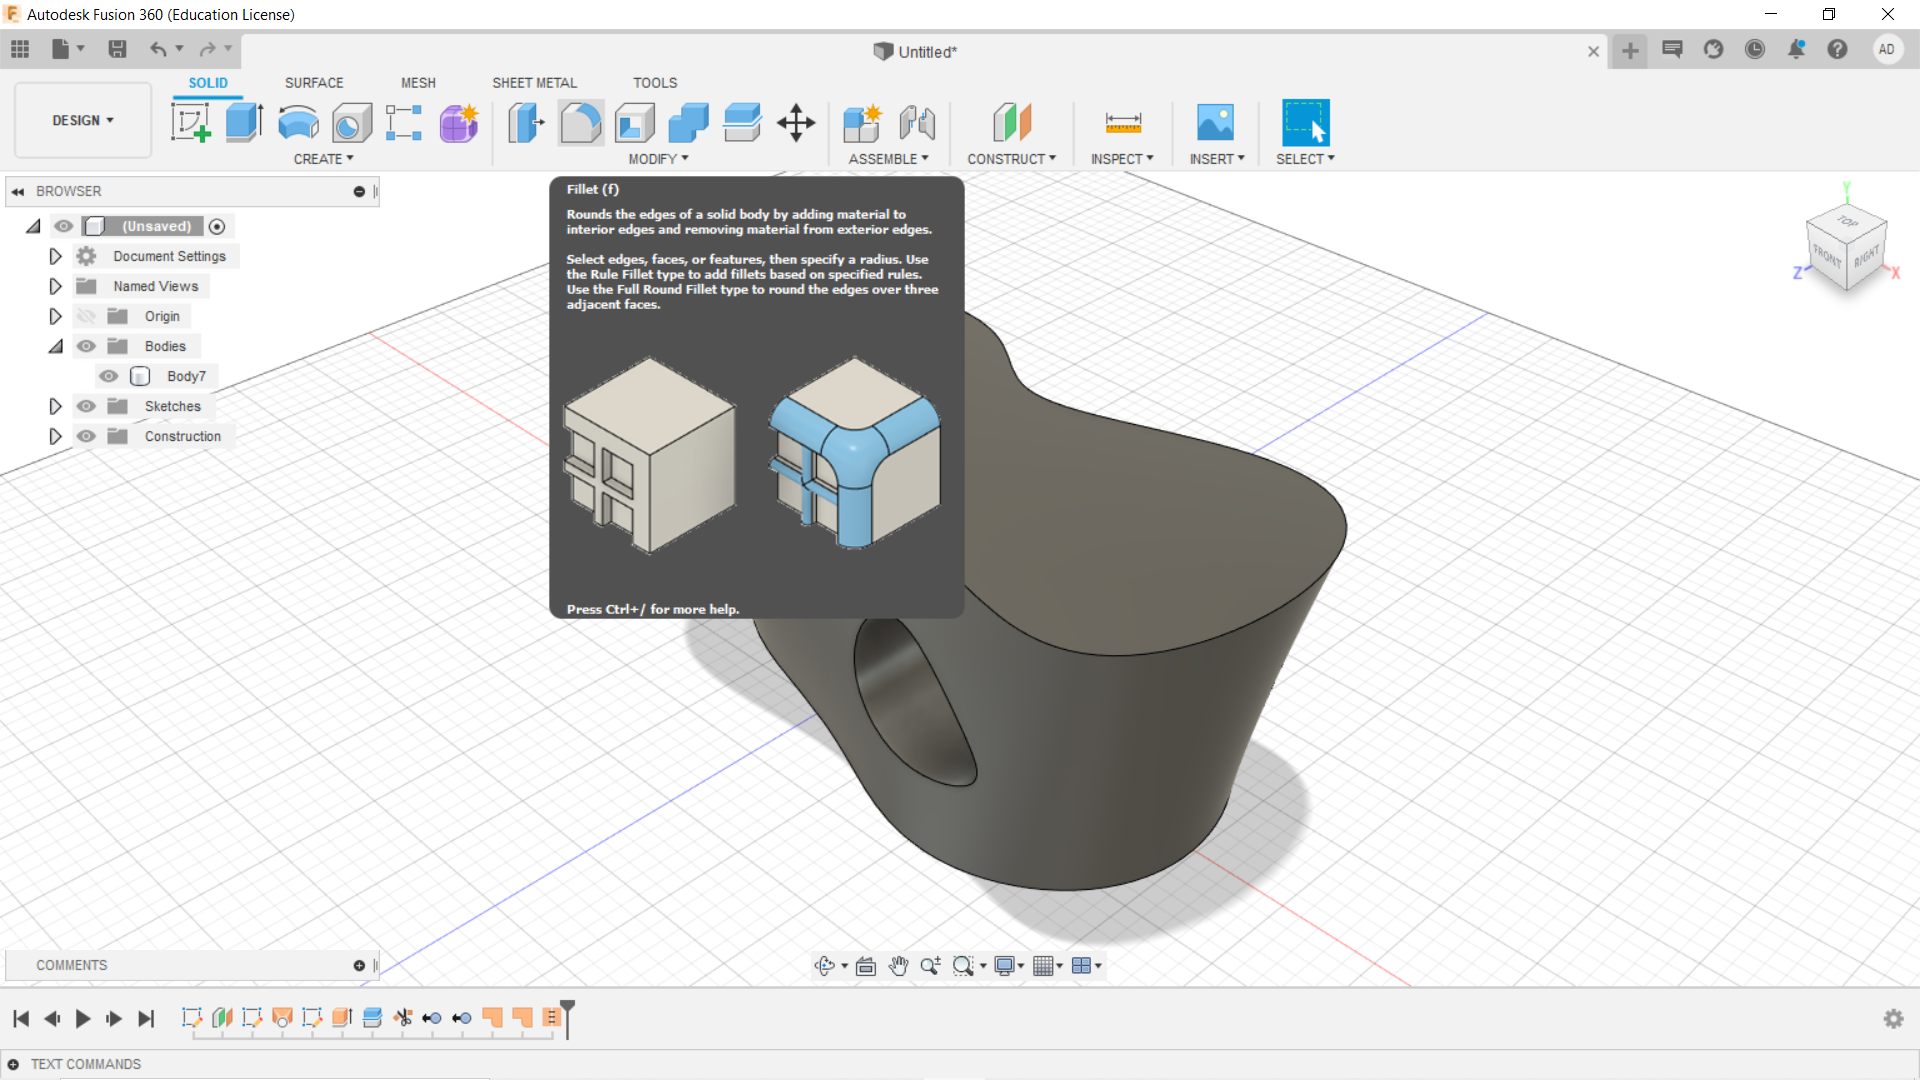 Autodesk Fusion 360 (Education License)
Untitled*
AD
DESIGN
SOLID
SURFACE
MESH
SHEET METAL
TOOLS
CREATE
MODIFY
ASSEMBLE
CONSTRUCT
INSPECT
INSERT
SELECT
BROWSER
(Unsaved)
Document Settings
Named Views
Origin
Bodies
Body7
Sketches
Construction
Fillet (f)
Rounds the edges of a solid body by adding material to
interior edges and removing material from exterior edges.
Select edges, faces, or features, then specify a radius. Use
the Rule Fillet type to add fillets based on specified rules.
Use the Full Round Fillet type to round the edges over three
adjacent faces.
Press Ctrl+/ for more help.
Y
TOP
FRONT
RIGHT
Z
X
COMMENTS
TEXT COMMANDS